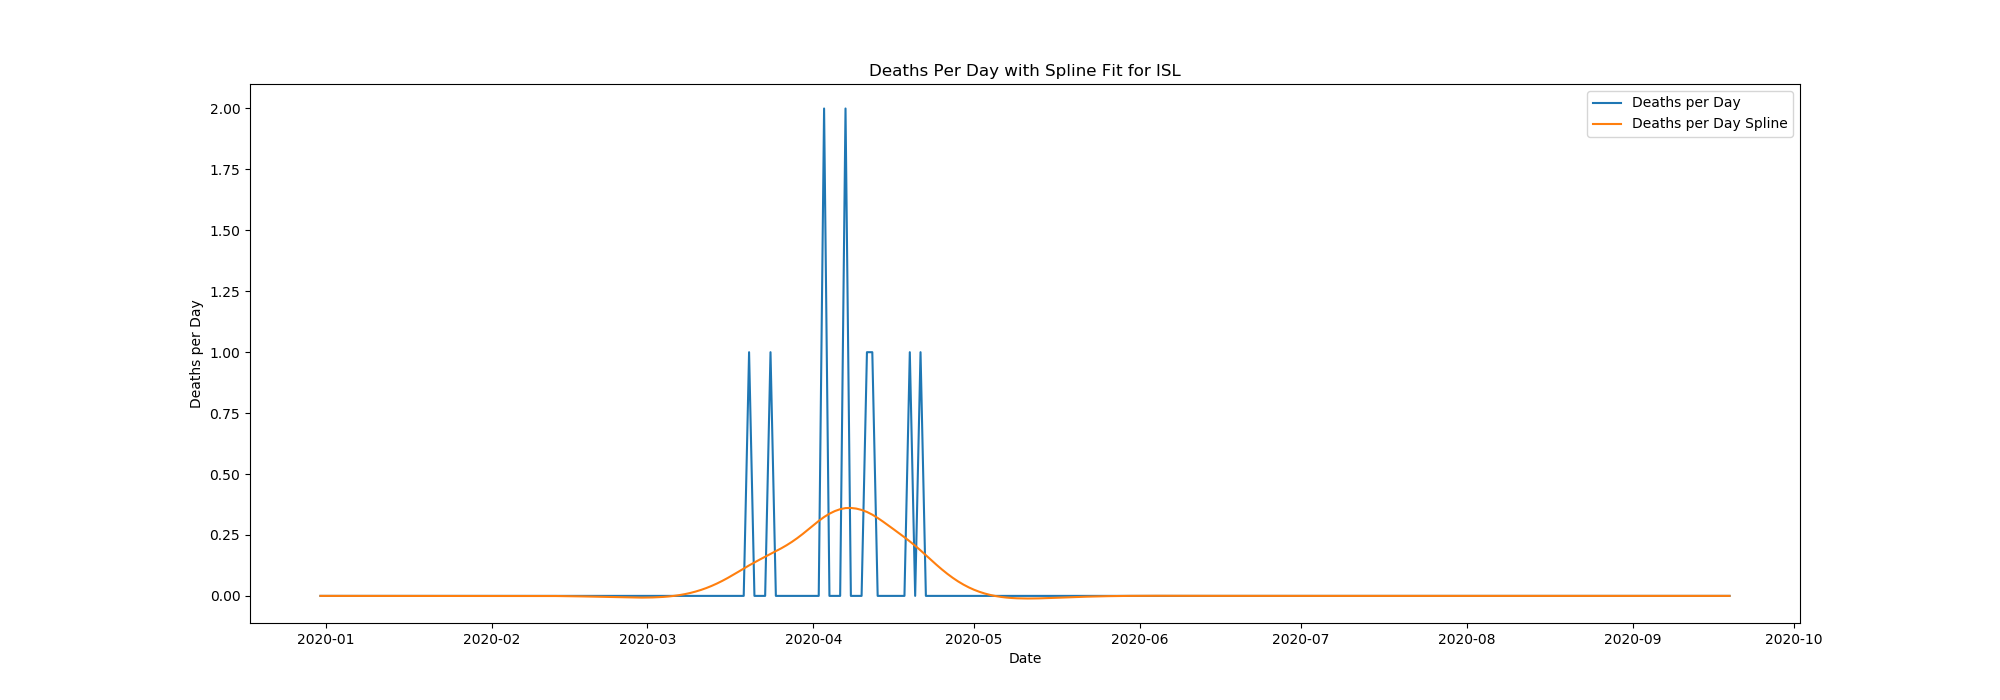 Deaths Per Day with Spline Fit for ISL
Deaths per Day
Deaths per Day Spline
2.00
1.75
1.50
1.25
1.00
0.75
0.50
0.25
0.00
Deaths per Day
2020-01 2020-02 2020-03 2020-04 2020-05 2020-06 2020-07 2020-08 2020-09 2020-10
Date